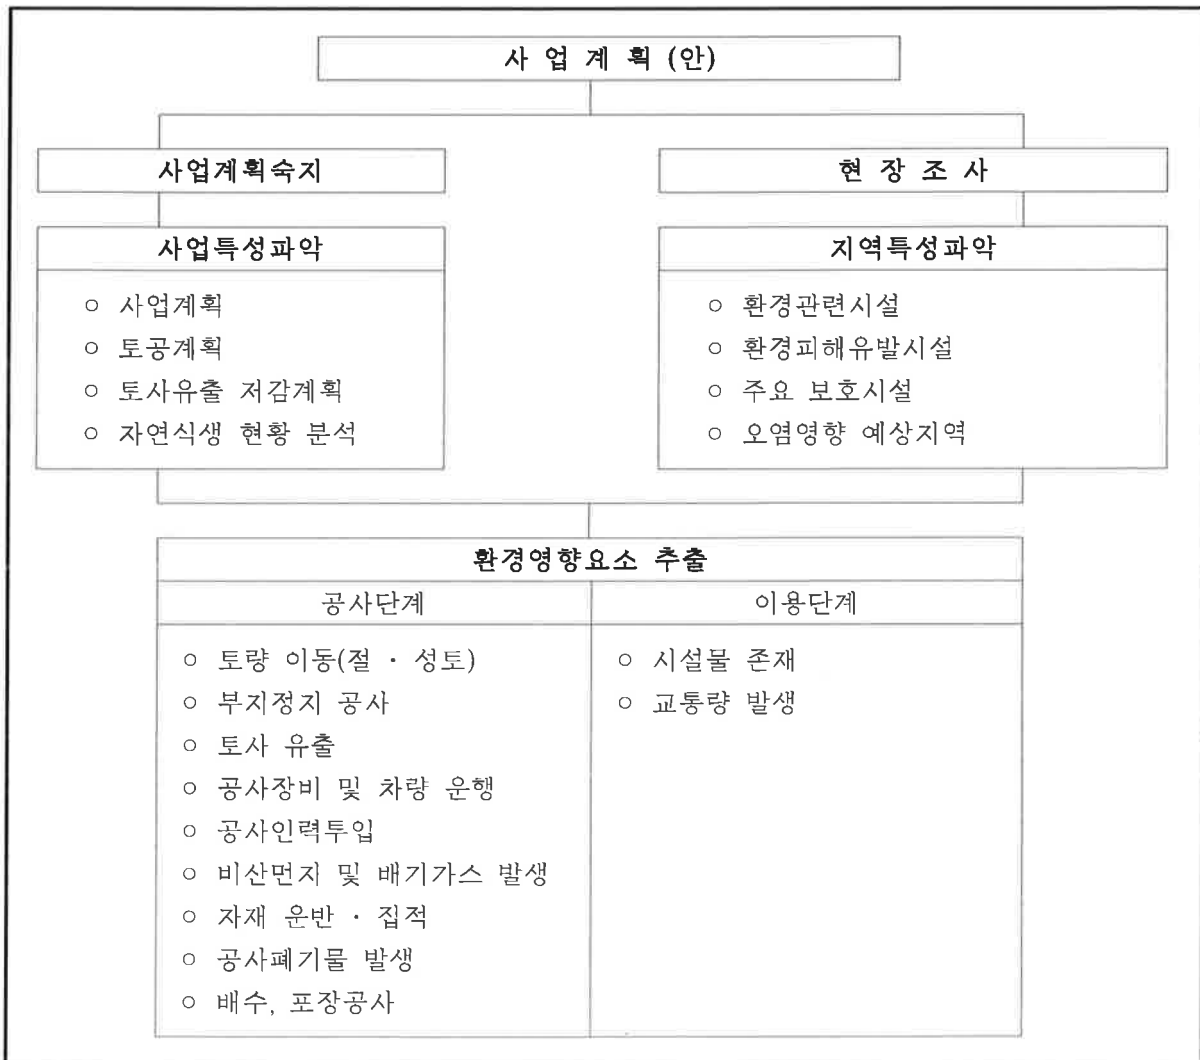 사 업 계 획 (안)
사업계획숙지
현 장 조 사
사업특성파악
○ 사업계획
○ 토공계획
○ 토사유출 저감계획
○ 자연식생 현황 분석
지역특성파악
○ 환경관련시설
○ 환경피해유발시설
○ 주요 보호시설
○ 오염영향 예상지역
환경영향요소 추출
공사단계
○ 토량 이동(절 · 성토)
○ 부지정지 공사
○ 토사 유출
○ 공사장비 및 차량 운행
○ 공사인력투입
○ 비산먼지 및 배기가스 발생
○ 자재 운반 · 집적
○ 공사폐기물 발생
○ 배수, 포장공사
이용단계
○ 시설물 존재
○ 교통량 발생